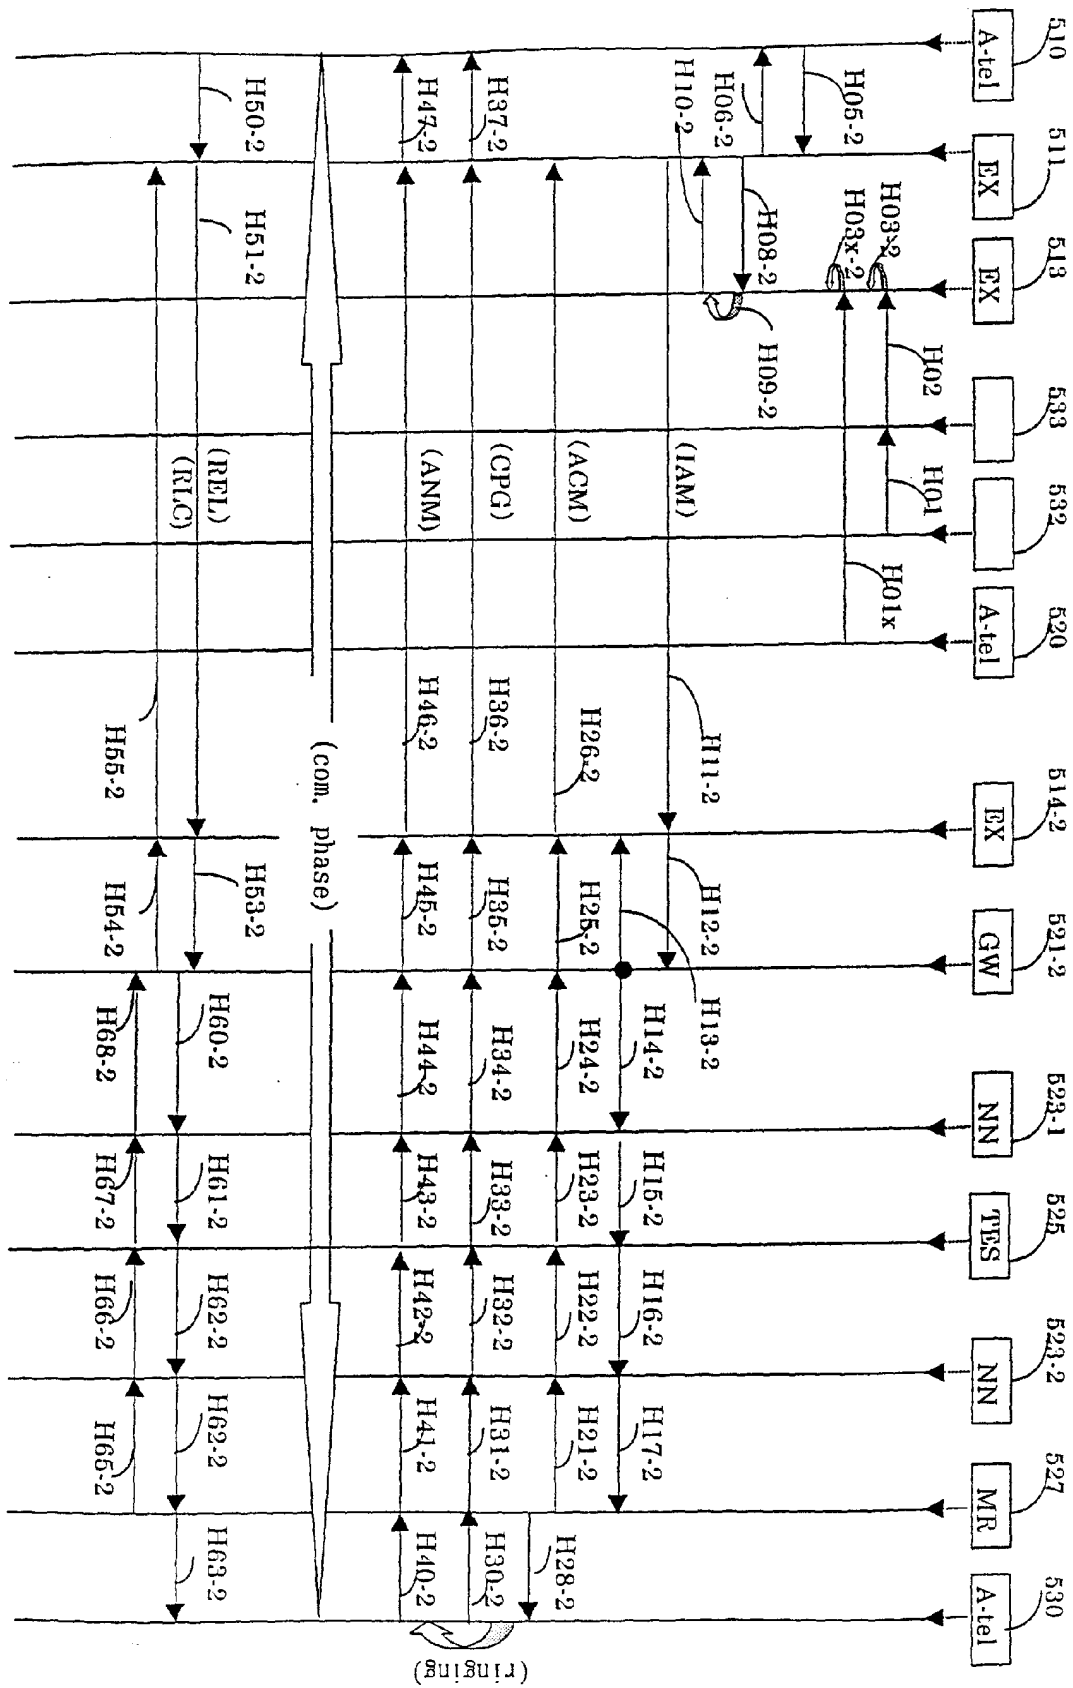 510
511
513
533
532
520
514-2
521-2
523-1
525
523-2
527
530
A-tel
EX
EX
A-tel
EX
GW
NN
TES
NN
MR
A-tel
H03-2
H02
H01
H03x-2
H01x
H05-2
H06-2
H08-2
H10-2
H09-2
(IAM)
H11-2
H12-2
H13-2
H14-2
H15-2
H16-2
H17-2
(ACM)
H26-2
H25-2
H24-2
H23-2
H22-2
H21-2
H28-2
(ringing)
H37-2
(CPG)
H36-2
H35-2
H34-2
H33-2
H32-2
H31-2
H30-2
H47-2
(ANM)
H46-2
H45-2
H44-2
H43-2
H42-2
H41-2
H40-2
(com. phase)
H50-2
H51-2
(REL)
(RLC)
H53-2
H60-2
H61-2
H62-2
H62-2
H63-2
H55-2
H54-2
H68-2
H67-2
H66-2
H65-2